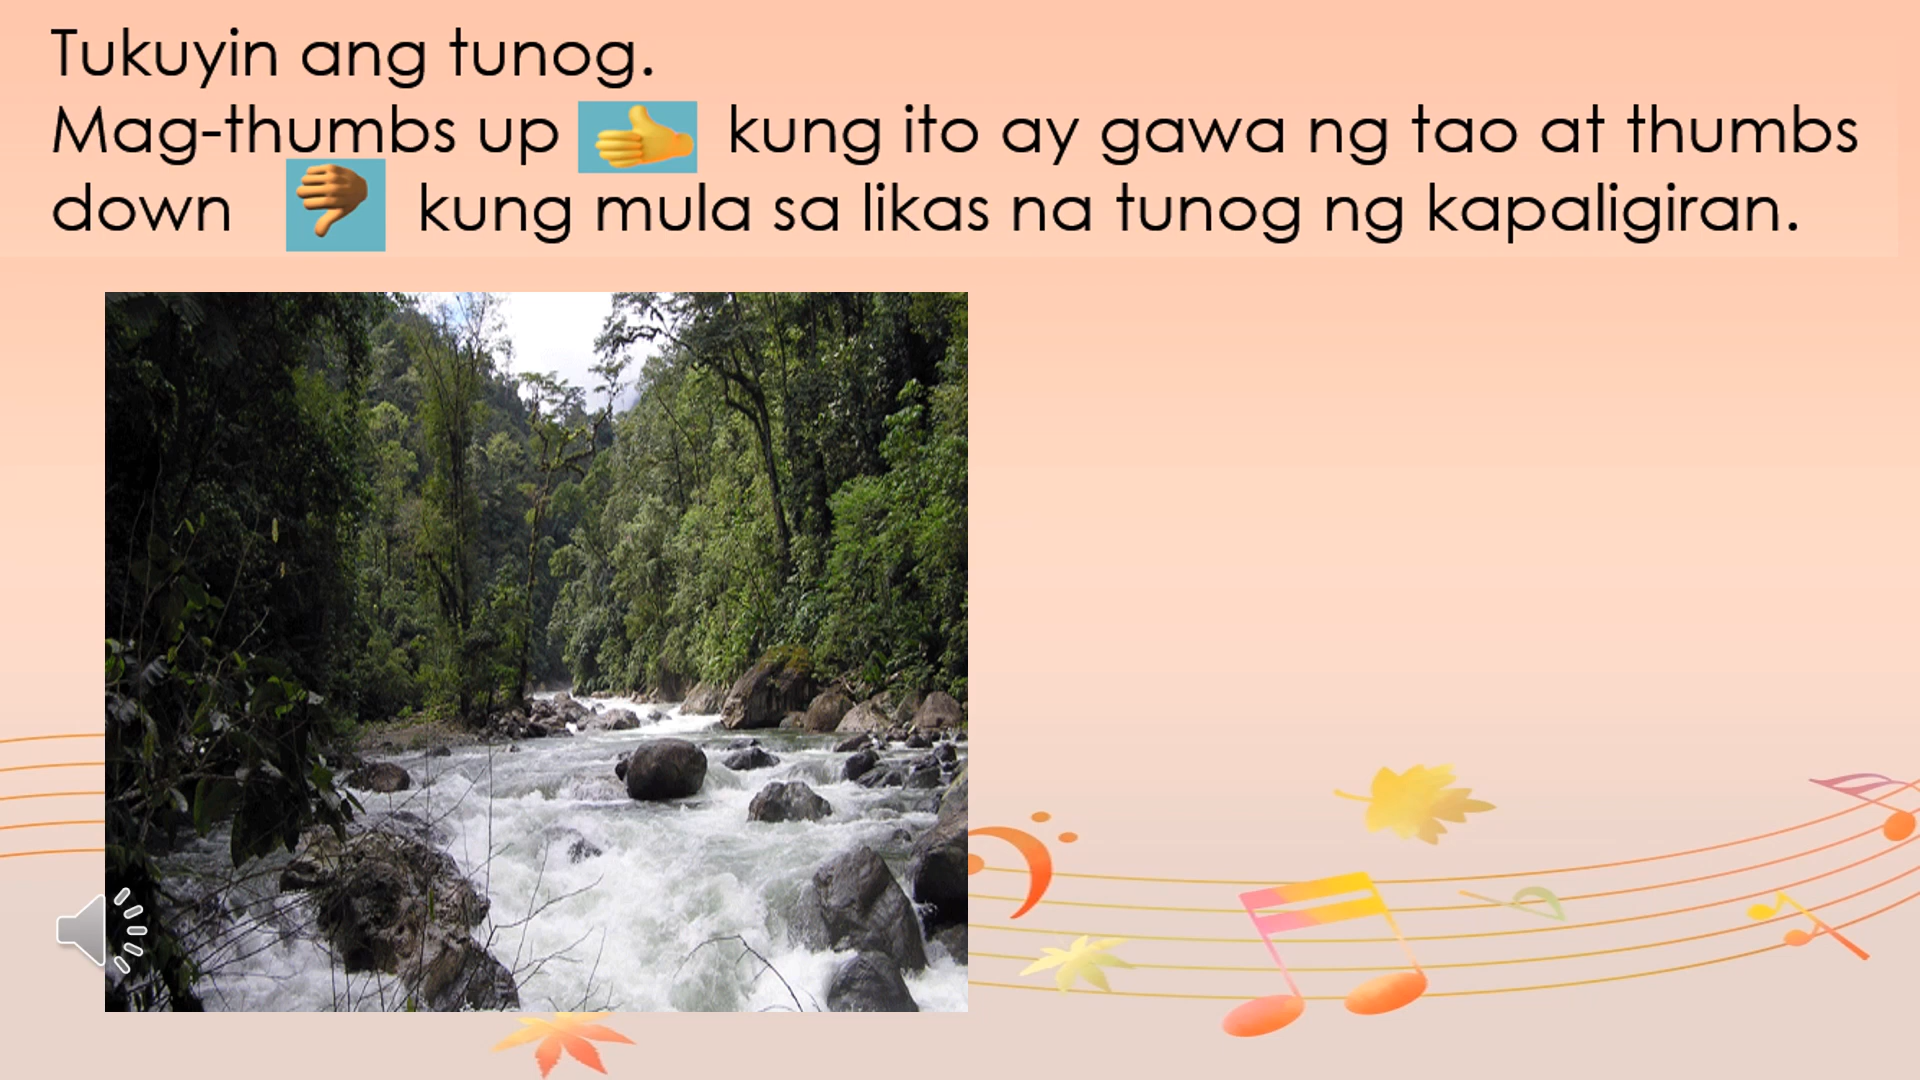 Tukuyin ang tunog.
Mag-thumbs up kung ito ay gawa ng tao at thumbs
down kung mula sa likas na tunog ng kapaligiran.